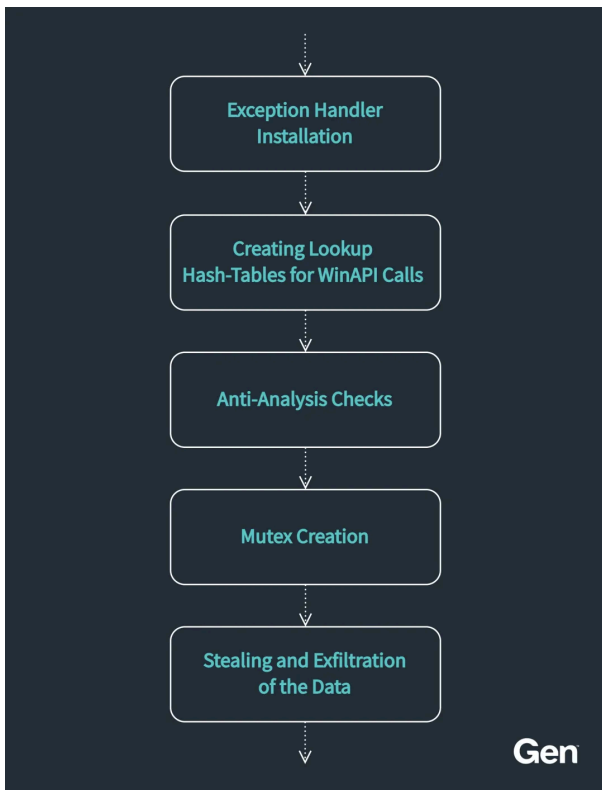 Exception Handler
Installation
Creating Lookup
Hash-Tables for WinAPI Calls
Anti-Analysis Checks
Mutex Creation
Stealing and Exfiltration
of the Data
Gen